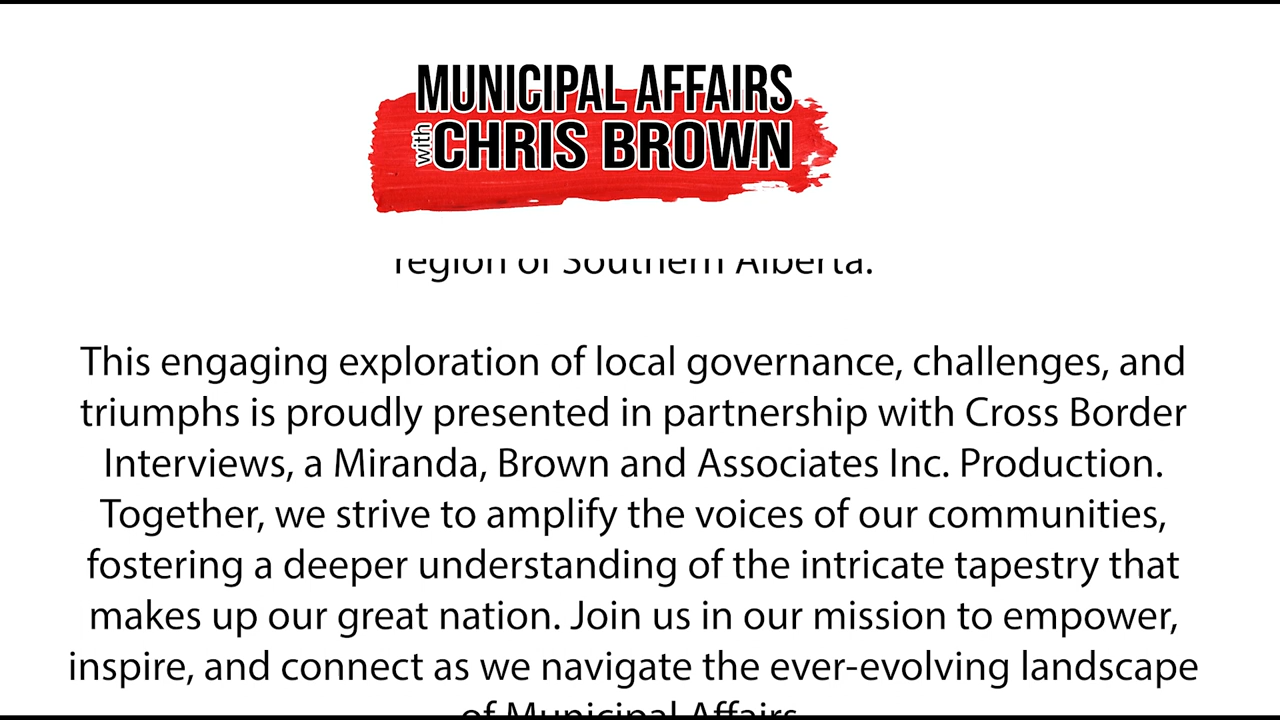 MUNICIPAL AFFAIRS
with CHRIS BROWN
region of Southern Alberta.
This engaging exploration of local governance, challenges, and
triumphs is proudly presented in partnership with Cross Border
Interviews, a Miranda, Brown and Associates Inc. Production.
Together, we strive to amplify the voices of our communities,
fostering a deeper understanding of the intricate tapestry that
makes up our great nation. Join us in our mission to empower,
inspire, and connect as we navigate the ever-evolving landscape
of Municipal Affairs